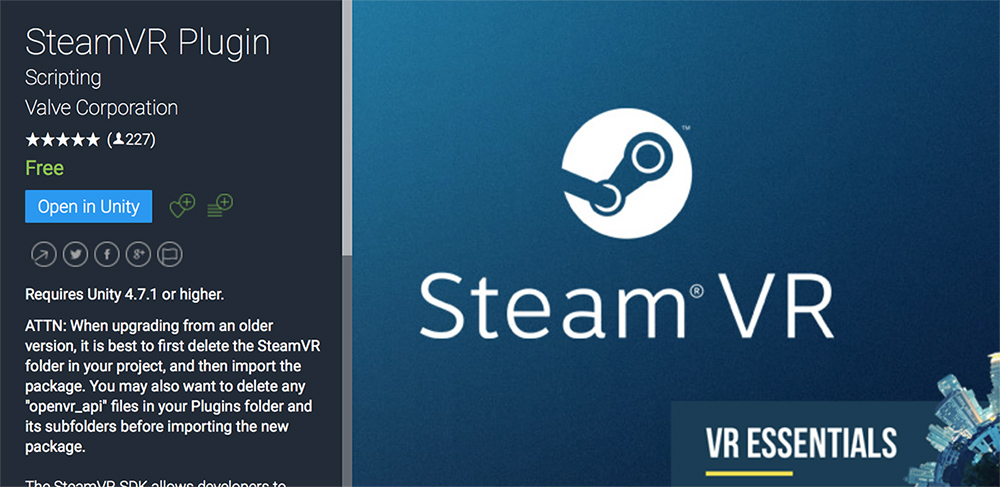 SteamVR Plugin
Scripting
Valve Corporation
★★★★★ (227)
Free
Open in Unity
Requires Unity 4.7.1 or higher.
ATTN: When upgrading from an older
version, it is best to first delete the SteamVR
folder in your project, and then import the
package. You may also want to delete any
"openvr_api" files in your Plugins folder and
its subfolders before importing the new
package.
The SteamVR SDK allows developers to
™
Steam® VR
VR ESSENTIALS